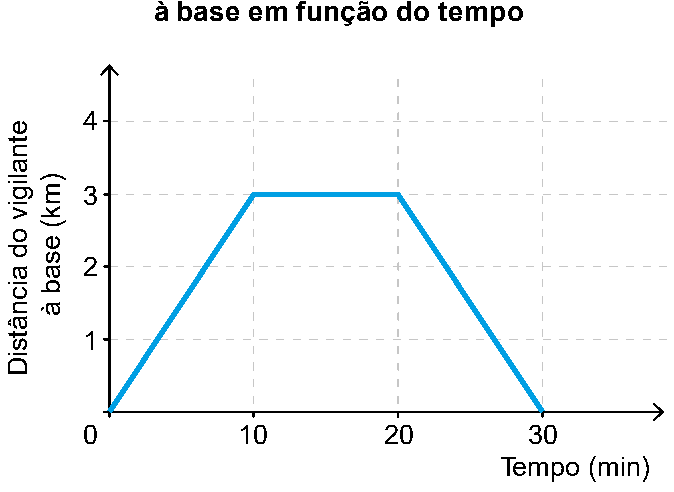 à base em função do tempo
Distância do vigilante
à base (km)
4
3
2
1
0
10
20
30
Tempo (min)